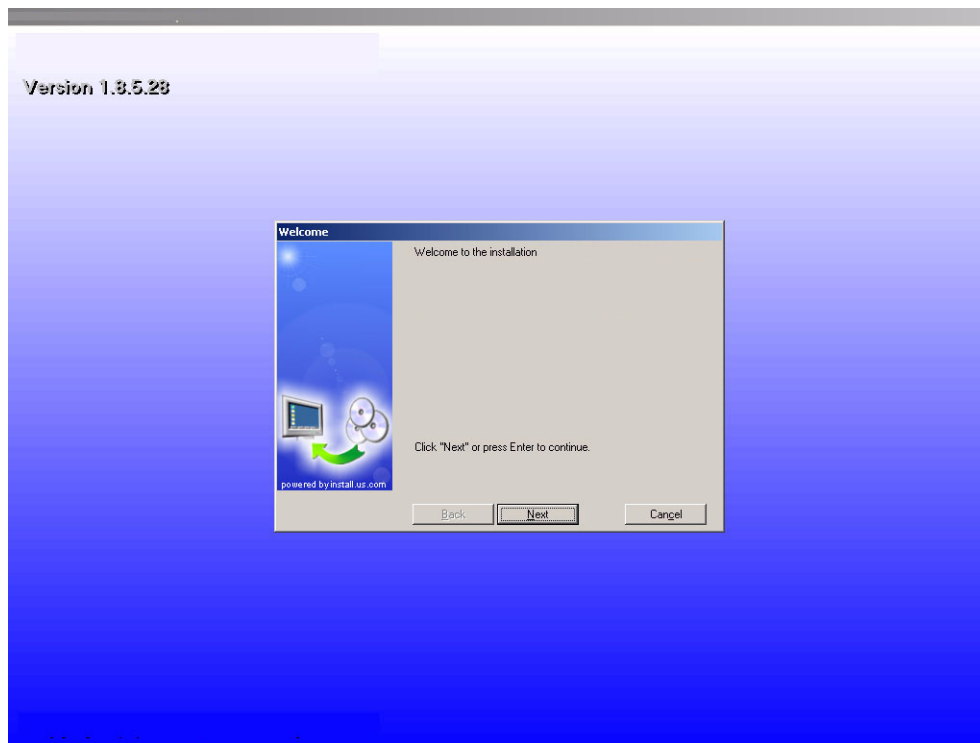 Version 1.8.5.28
Welcome
Welcome to the installation
Click "Next" or press Enter to continue.
powered by install.us.com
Back
Next
Cancel